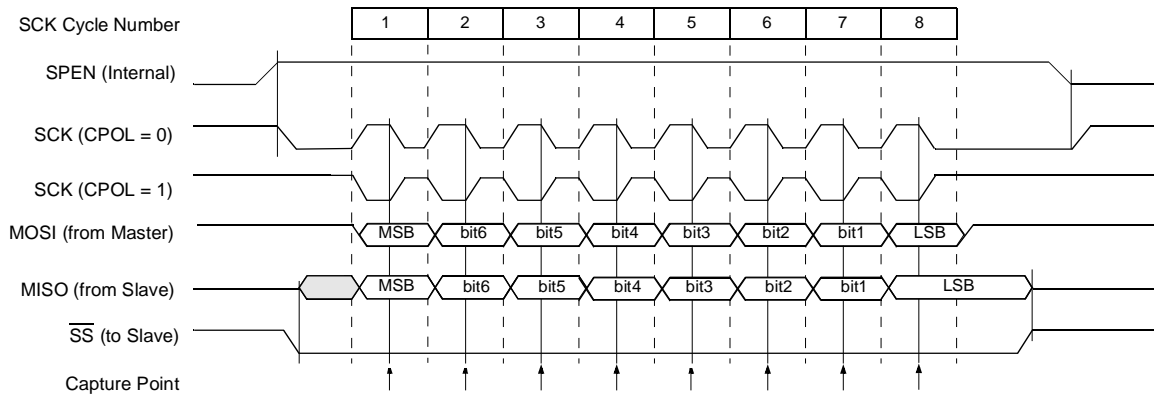 SCK Cycle Number 1 2 3 4 5 6 7 8
SPEN (Internal)
SCK (CPOL = 0)
SCK (CPOL = 1)
MOSI (from Master) MSB bit6 bit5 bit4 bit3 bit2 bit1 LSB
MISO (from Slave) MSB bit6 bit5 bit4 bit3 bit2 bit1 LSB
SS (to Slave)
Capture Point